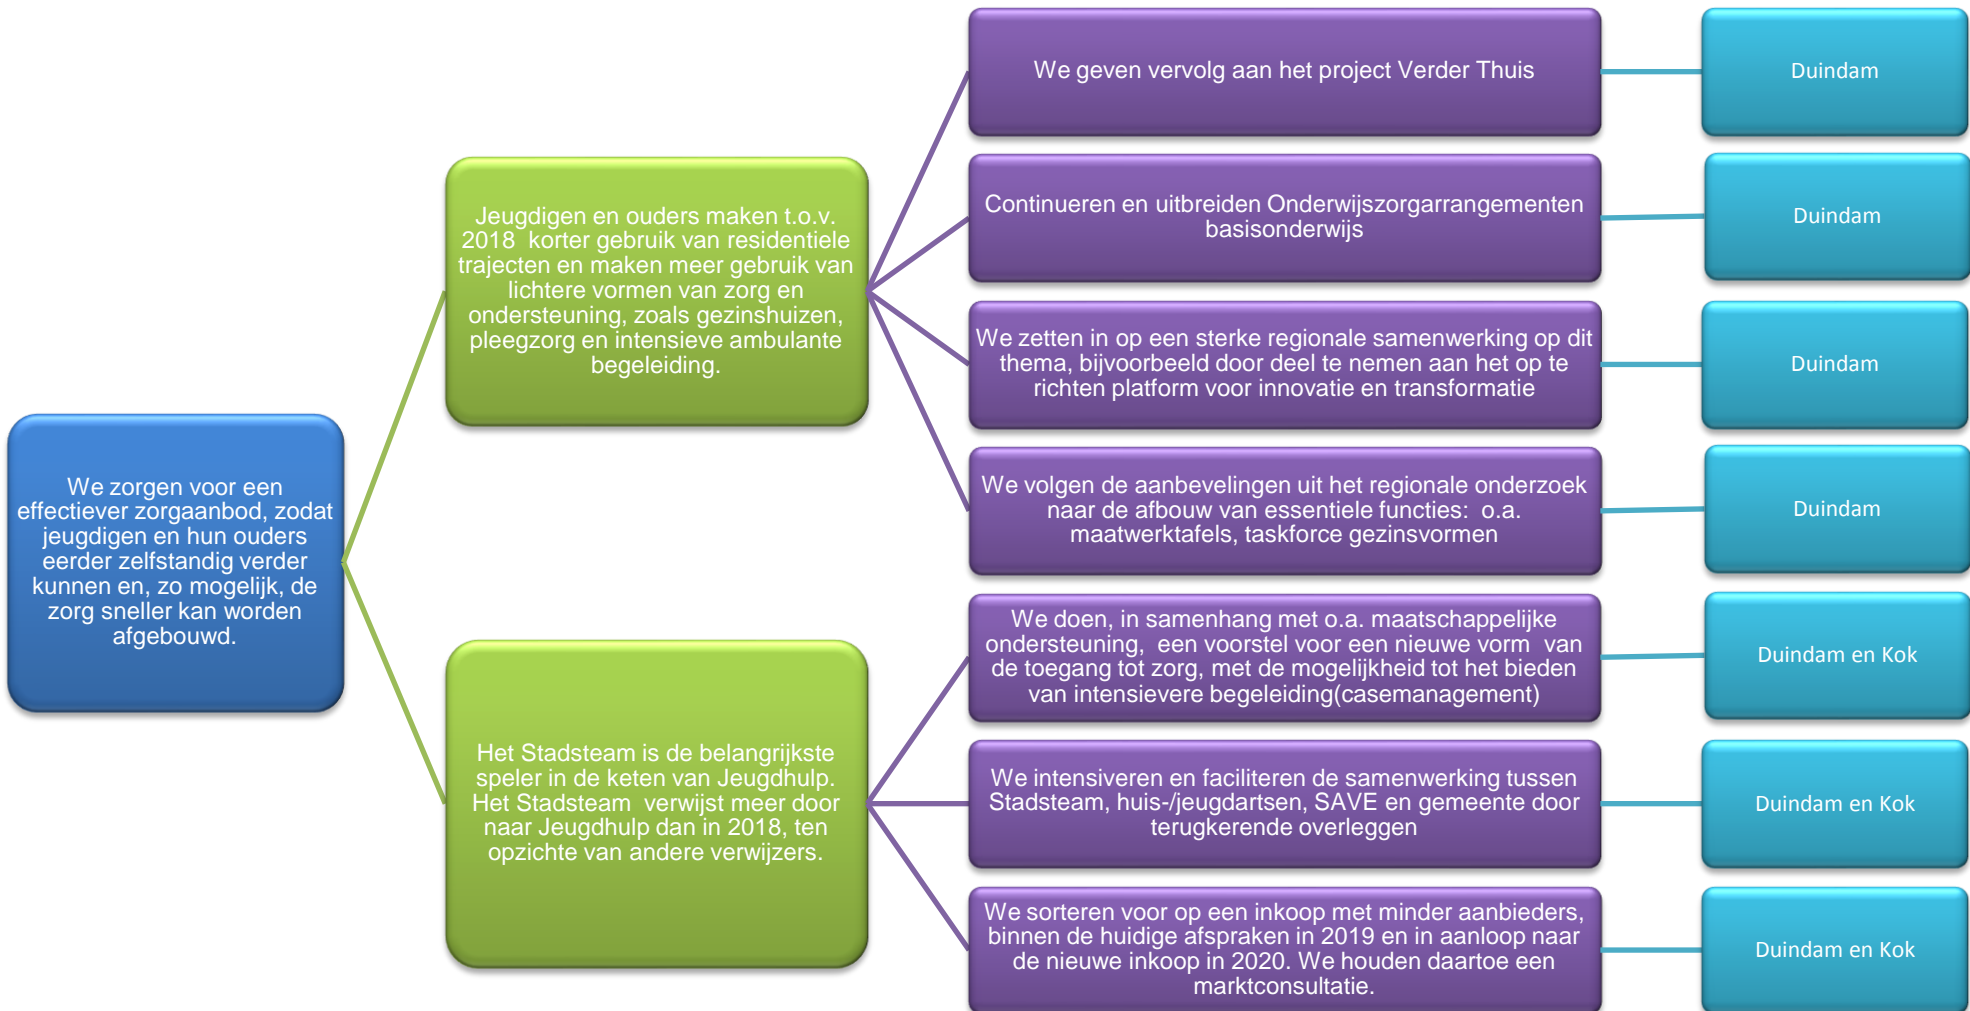 We zorgen voor een
effectiever zorgaanbod, zodat
jeugdigen en hun ouders
eerder zelfstandig verder
kunnen en, zo mogelijk, de
zorg sneller kan worden
afgebouwd.
Jeugdigen en ouders maken t.o.v.
2018  korter gebruik van residentiele
trajecten en maken meer gebruik van
lichtere vormen van zorg en
ondersteuning, zoals gezinshuizen,
pleegzorg en intensieve ambulante
begeleiding.
We geven vervolg aan het project Verder Thuis
Duindam
Continueren en uitbreiden Onderwijszorgarrangementen
basisonderwijs
Duindam
We zetten in op een sterke regionale samenwerking op dit
thema, bijvoorbeeld door deel te nemen aan het op te
richten platform voor innovatie en transformatie
Duindam
We volgen de aanbevelingen uit het regionale onderzoek
naar de afbouw van essentiele functies:  o.a.
maatwerktafels, taskforce gezinsvormen
Duindam
Het Stadsteam is de belangrijkste
speler in de keten van Jeugdhulp.
Het Stadsteam  verwijst meer door
naar Jeugdhulp dan in 2018, ten
opzichte van andere verwijzers.
We doen, in samenhang met o.a. maatschappelijke
ondersteuning,  een voorstel voor een nieuwe vorm  van
de toegang tot zorg, met de mogelijkheid tot het bieden
van intensievere begeleiding(casemanagement)
Duindam en Kok
We intensiveren en faciliteren de samenwerking tussen
Stadsteam, huis-/jeugdartsen, SAVE en gemeente door
terugkerende overleggen
Duindam en Kok
We sorteren voor op een inkoop met minder aanbieders,
binnen de huidige afspraken in 2019 en in aanloop naar
de nieuwe inkoop in 2020. We houden daartoe een
marktconsultatie.
Duindam en Kok